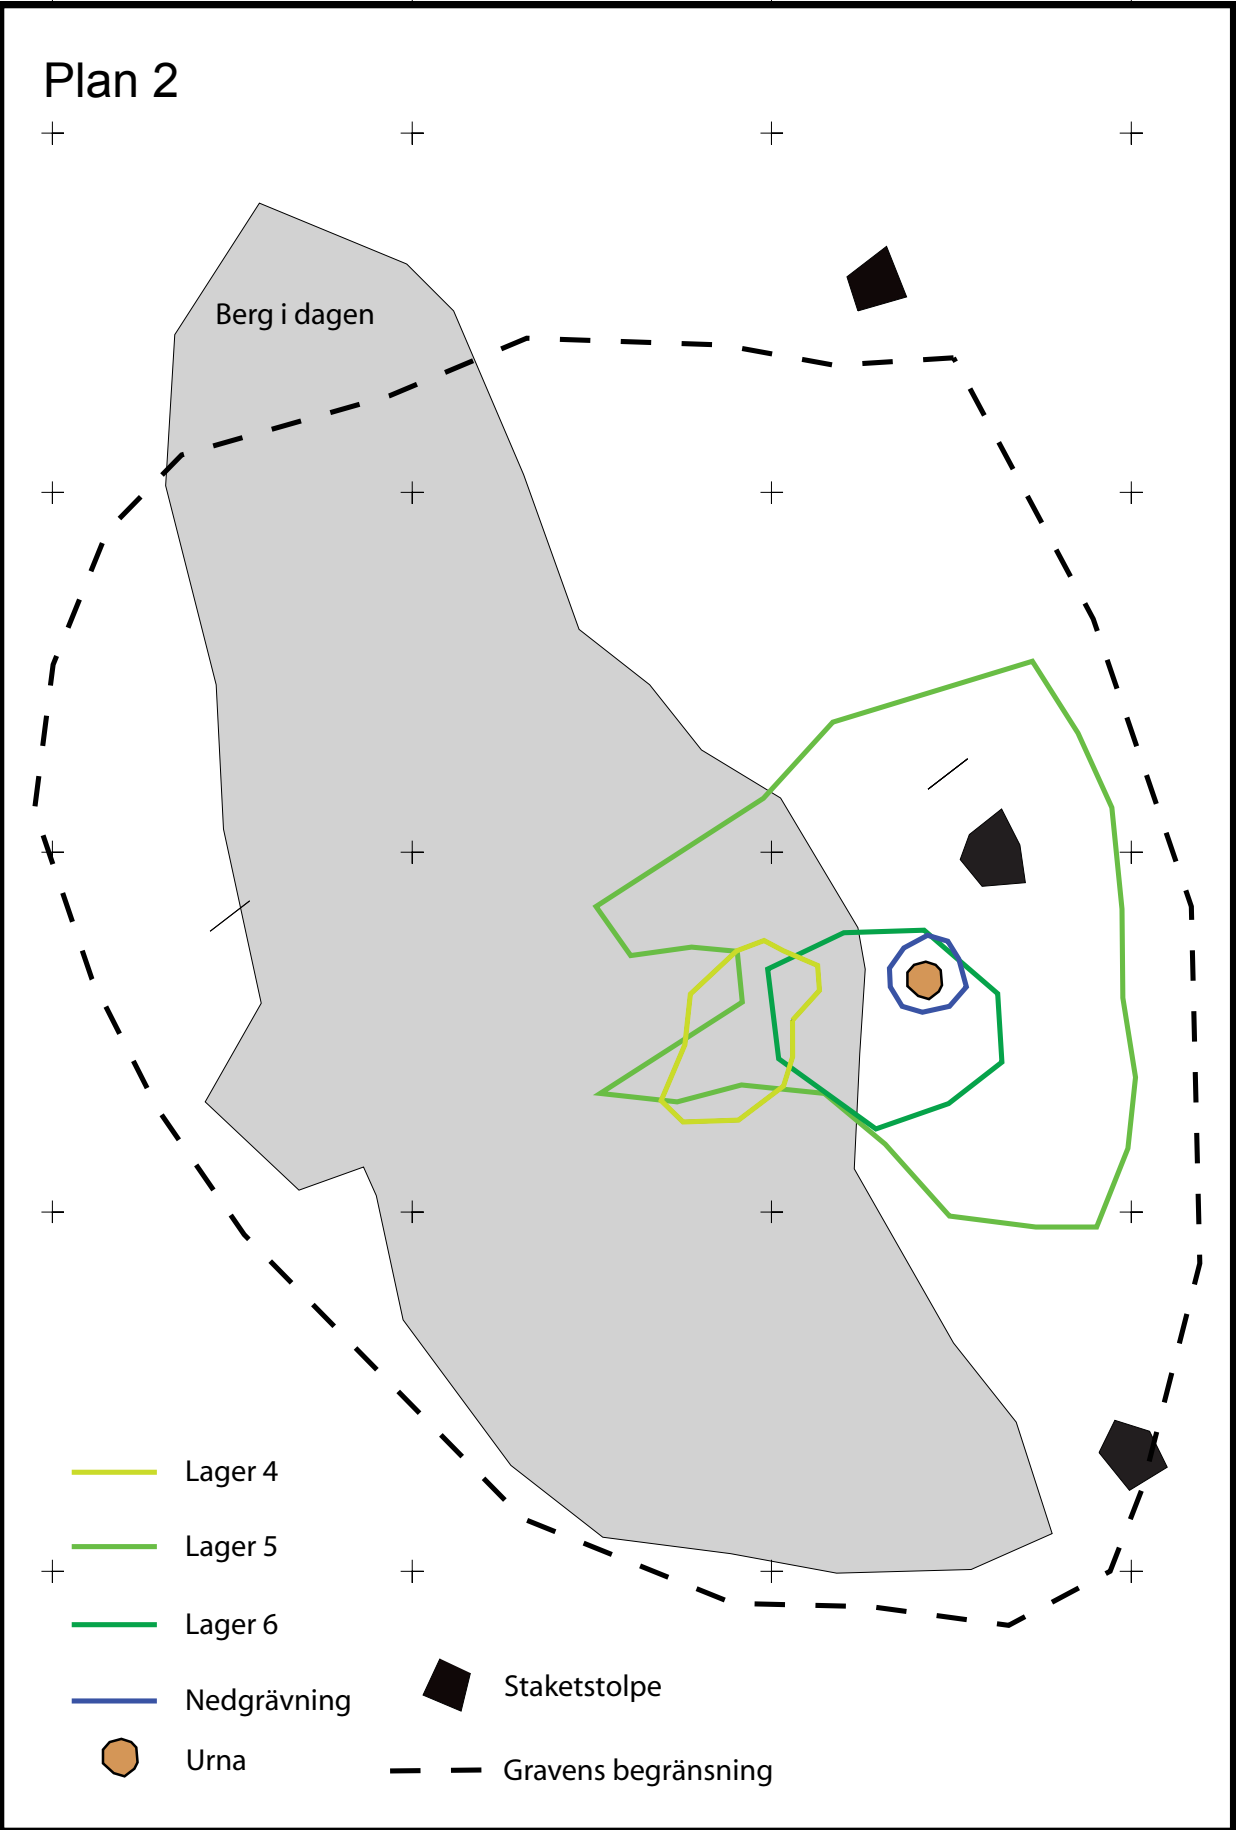 Plan 2
Berg i dagen
Lager 4
Lager 5
Lager 6
Nedgrävning
Urna
Staketstolpe
Gravens begränsning